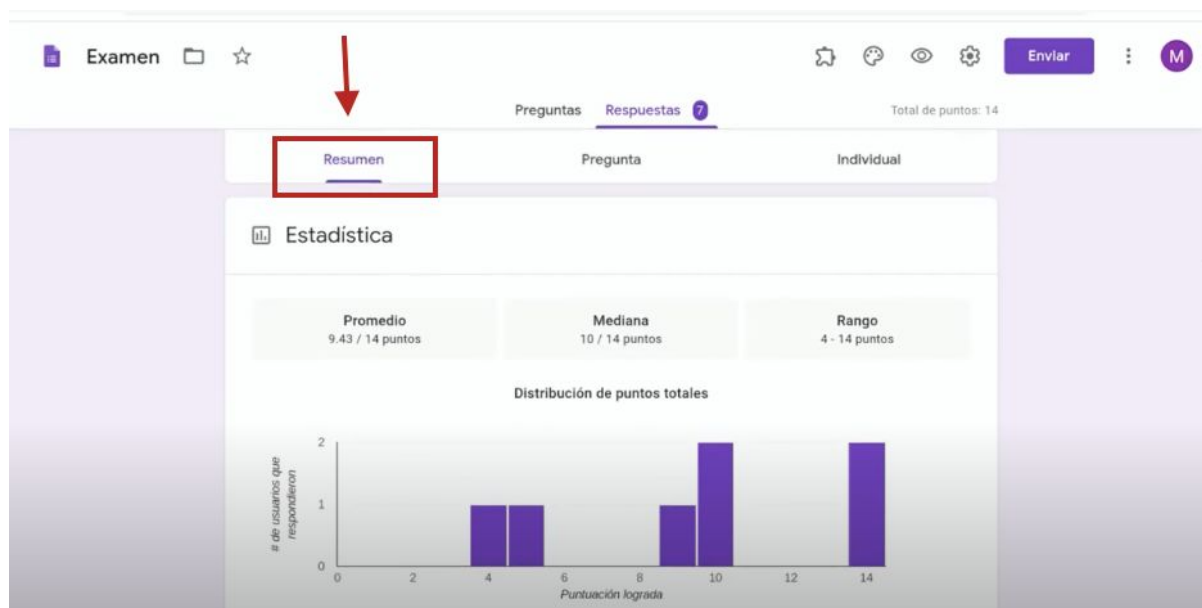 Examen
Enviar
M
Preguntas Respuestas 7
Total de puntos: 14
Resumen Pregunta Individual
Estadística
Promedio Mediana Rango
9.43 / 14 puntos 10 / 14 puntos 4 - 14 puntos
Distribución de puntos totales
# de usuarios que
respondieron
2
1
0
0 2 4 6 8 10 12 14
Puntuación lograda